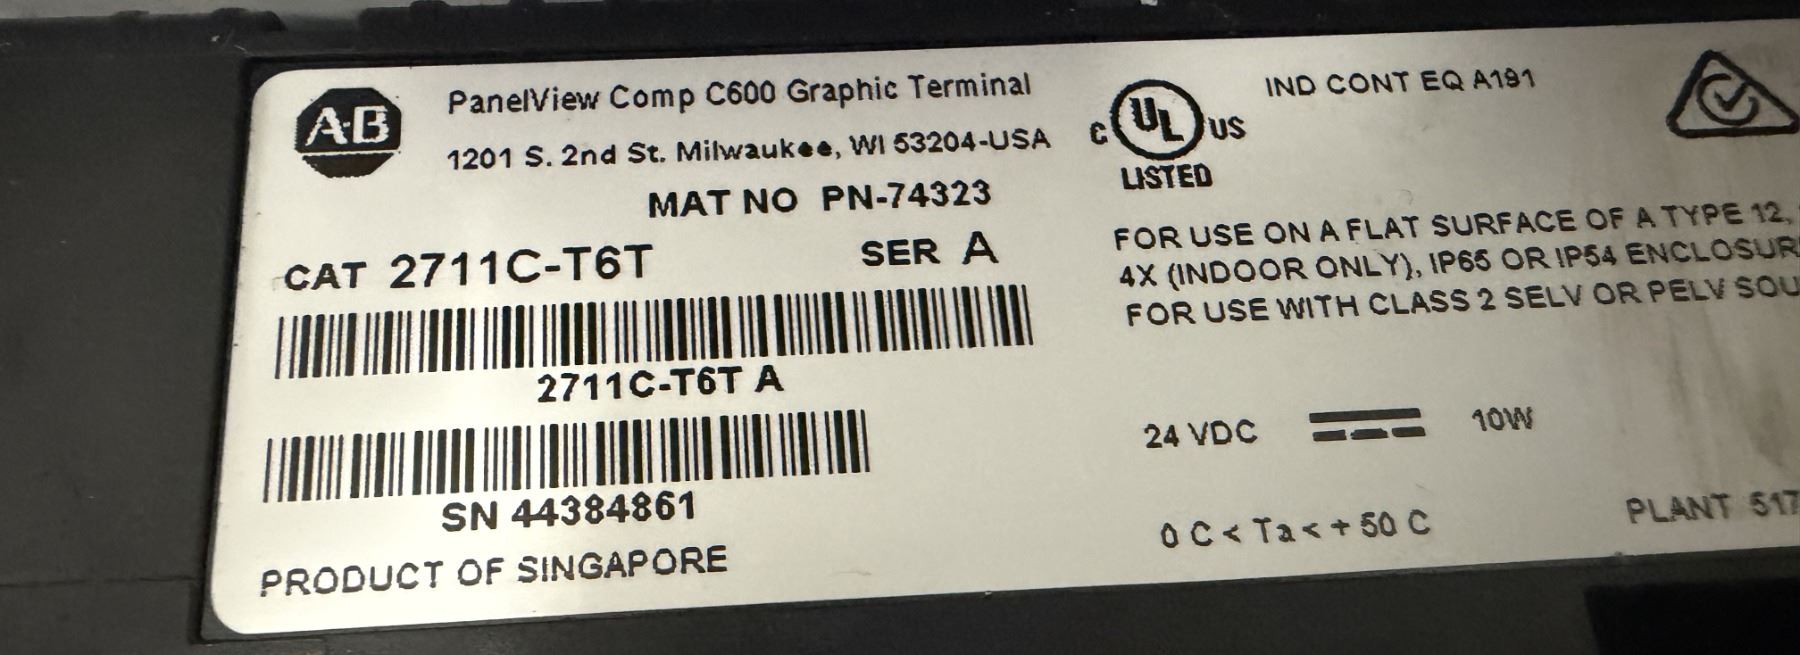 A-B
PanelView Comp C600 Graphic Terminal
1201 S. 2nd St. Milwaukee, WI 53204-USA
MAT NO PN-74323
CAT 2711C-T6T SER A
2711C-T6T A
SN 44384861
PRODUCT OF SINGAPORE
C UL US
LISTED
IND CONT EQ A191
FOR USE ON A FLAT SURFACE OF A TYPE 12,
4X (INDOOR ONLY), IP65 OR IP54
FOR USE WITH CLASS 2 SELV OR PELV
24 VDC 10W
0 C < Ta < + 50 C
PLANT 517